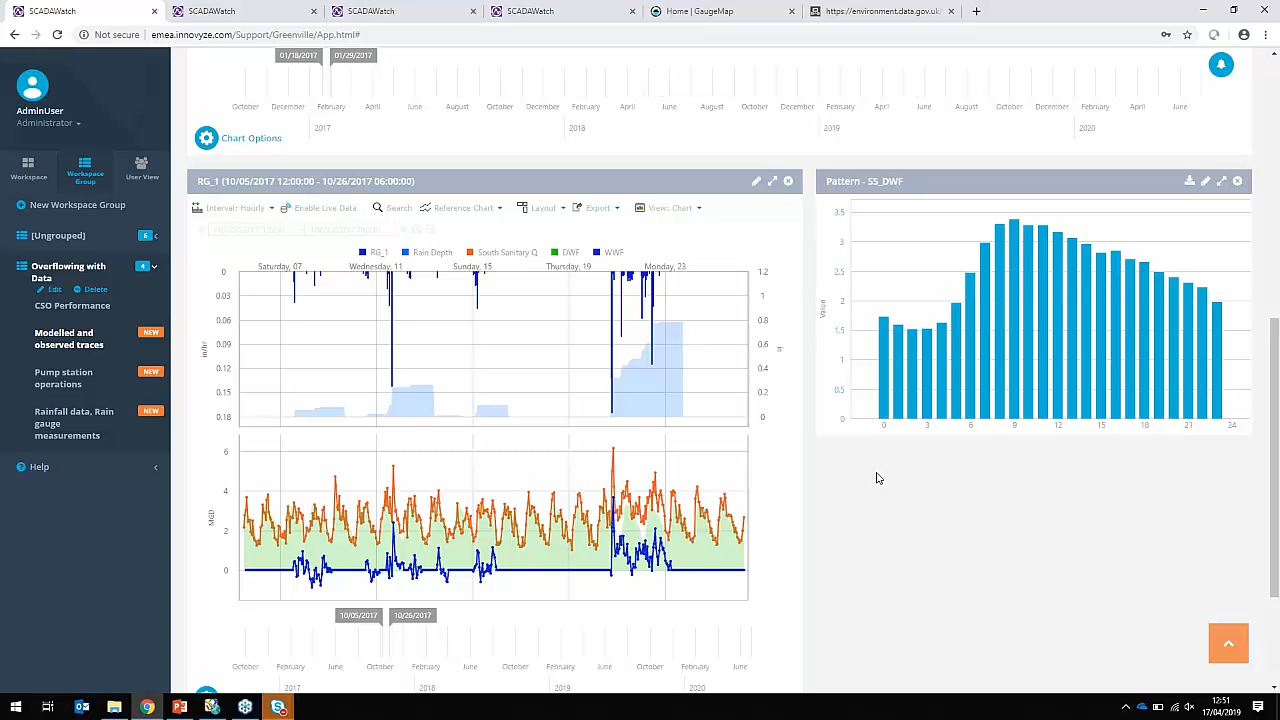 SCADAWatch
SCADAWatch
SCADAWatch
SCADAWatch
Home | GaugeMap
https://environment.data.gov.uk/
Not secure | emea.innovyze.com/Support/Greenville/App.html#
AdminUser
Administrator
Workspace
Workspace Group
User View
New Workspace Group
[Ungrouped] 6
Overflowing with Data 4
Edit Delete
CSO Performance
Modelled and observed traces NEW
Pump station operations NEW
Rainfall data, Rain gauge measurements NEW
Help
01/18/2017 01/29/2017
October December February April June August October December February April June August October December February April June August October December February April June
2017 2018 2019 2020
Chart Options
RG_1 (10/05/2017 12:00:00 - 10/26/2017 06:00:00)
Interval: Hourly Enable Live Data Search Reference Chart Layout Export View: Chart
RG_1 Rain Depth South Sanitary Q DWF WWF
Saturday, 07 Wednesday, 11 Sunday, 15 Thursday, 19 Monday, 23
0 1.2
0.03 1
0.06 0.8
in/hr
0.09 0.6
0.12 0.4
0.15 0.2
0.18 0
6
4
MGD
2
0
10/05/2017 10/26/2017
October February June October February June October February June October February June
2017 2018 2019 2020
Pattern - SS_DWF
3.5
3
2.5
Value
2
1.5
1
0.5
0
0 3 6 9 12 15 18 21 24
12:51
17/04/2019